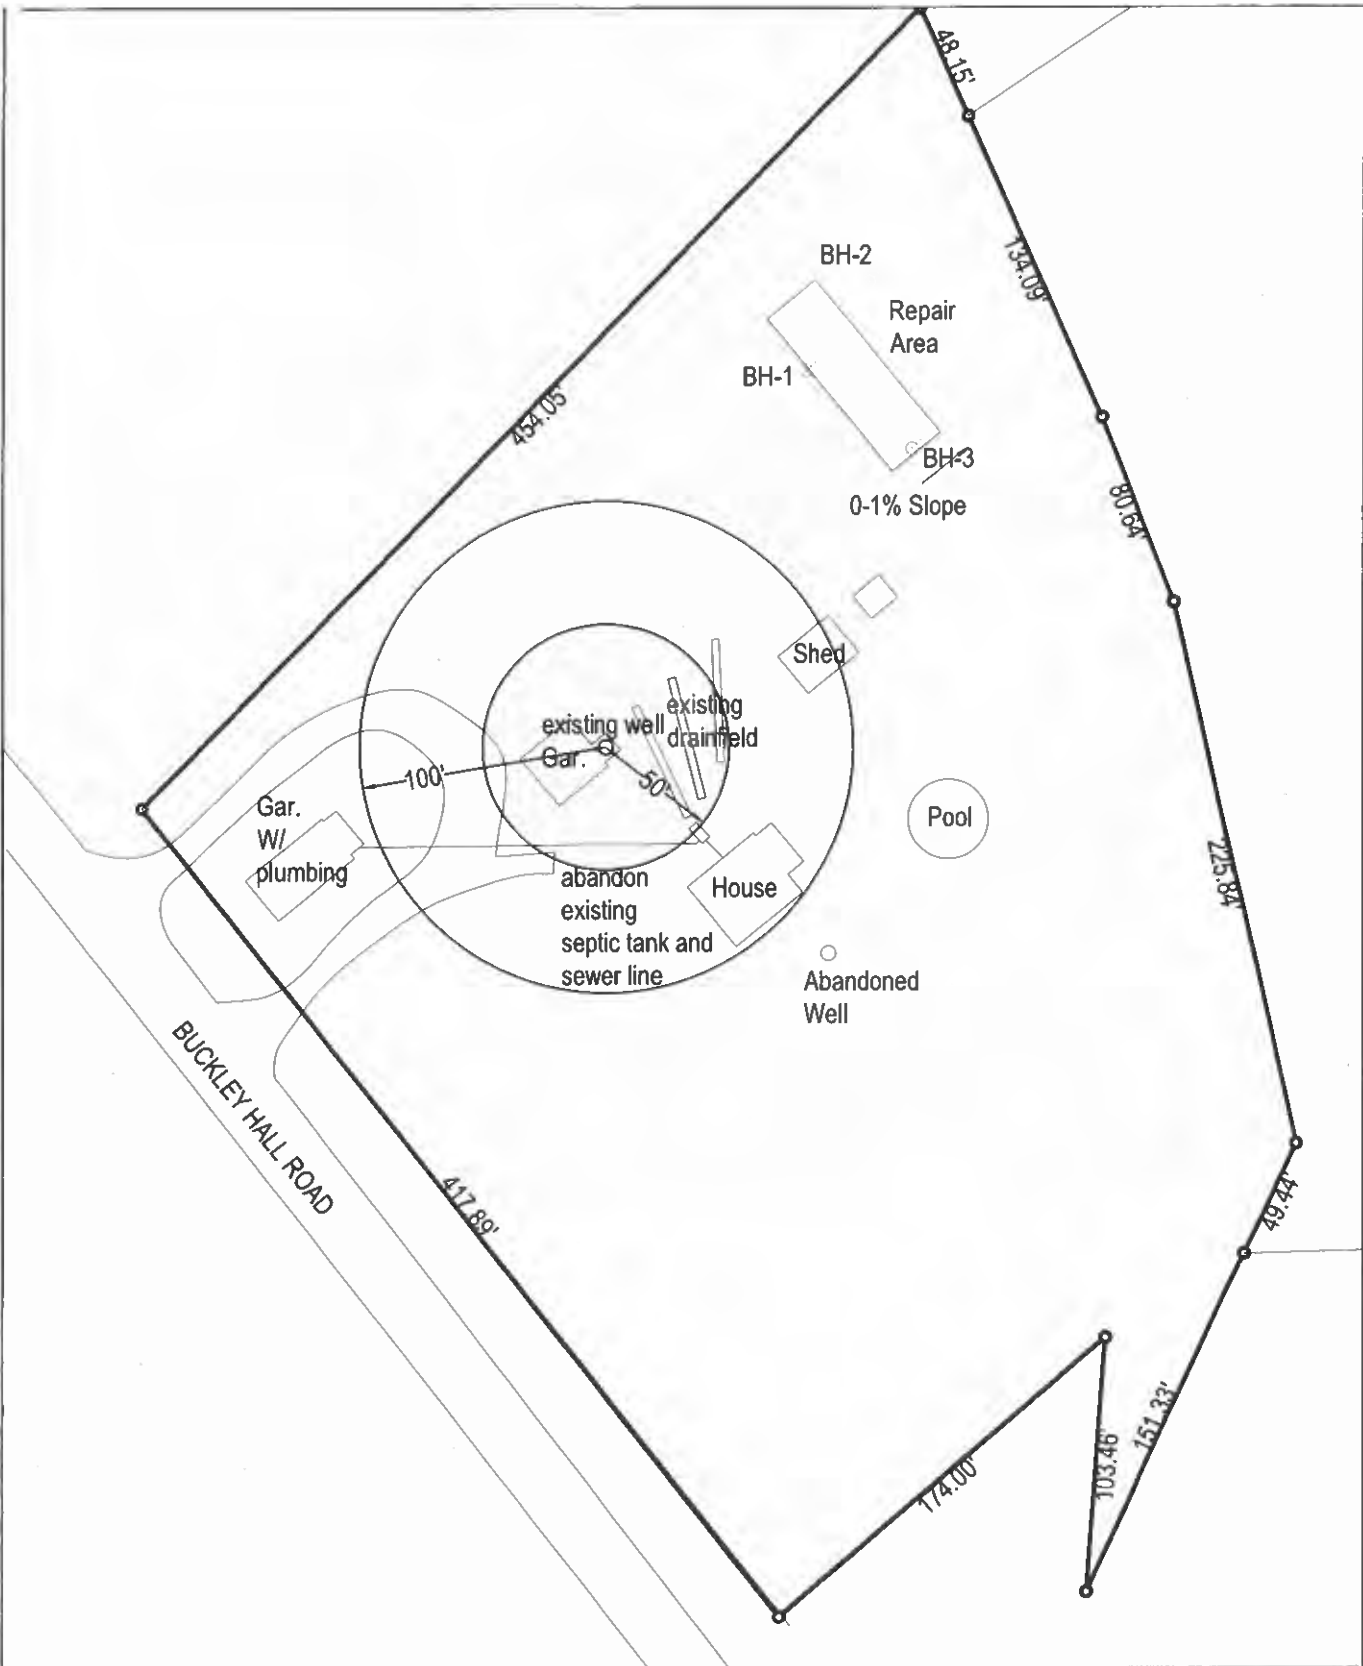 48.15'
134.09'
BH-2
Repair
Area
BH-1
454.05'
BH-3
0-1% Slope
80.64'
Shed
existing
drainfield
existing well
Gar.
100'
50'
Gar.
W/
plumbing
Pool
225.84'
House
abandon
existing
septic tank and
sewer line
Abandoned
Well
BUCKLEY HALL ROAD
417.89'
49.44'
151.33'
103.46'
174.00'